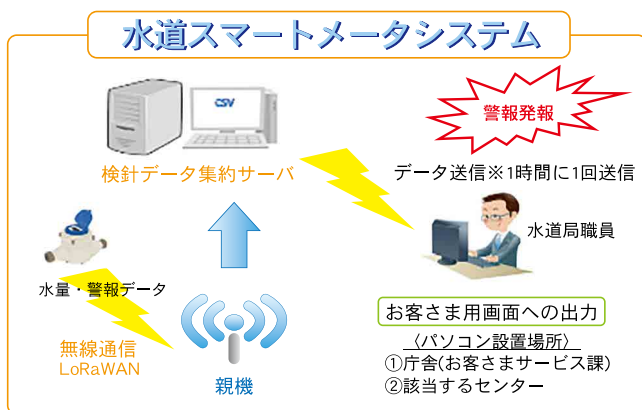 水道スマートメータシステム
CSV
検針データ集約サーバ
警報発報
データ送信※1時間に1回送信
水道局職員
水量・警報データ
無線通信
LoRaWAN
親機
お客さま用画面への出力
〈パソコン設置場所〉
①庁舎(お客さまサービス課)
②該当するセンター